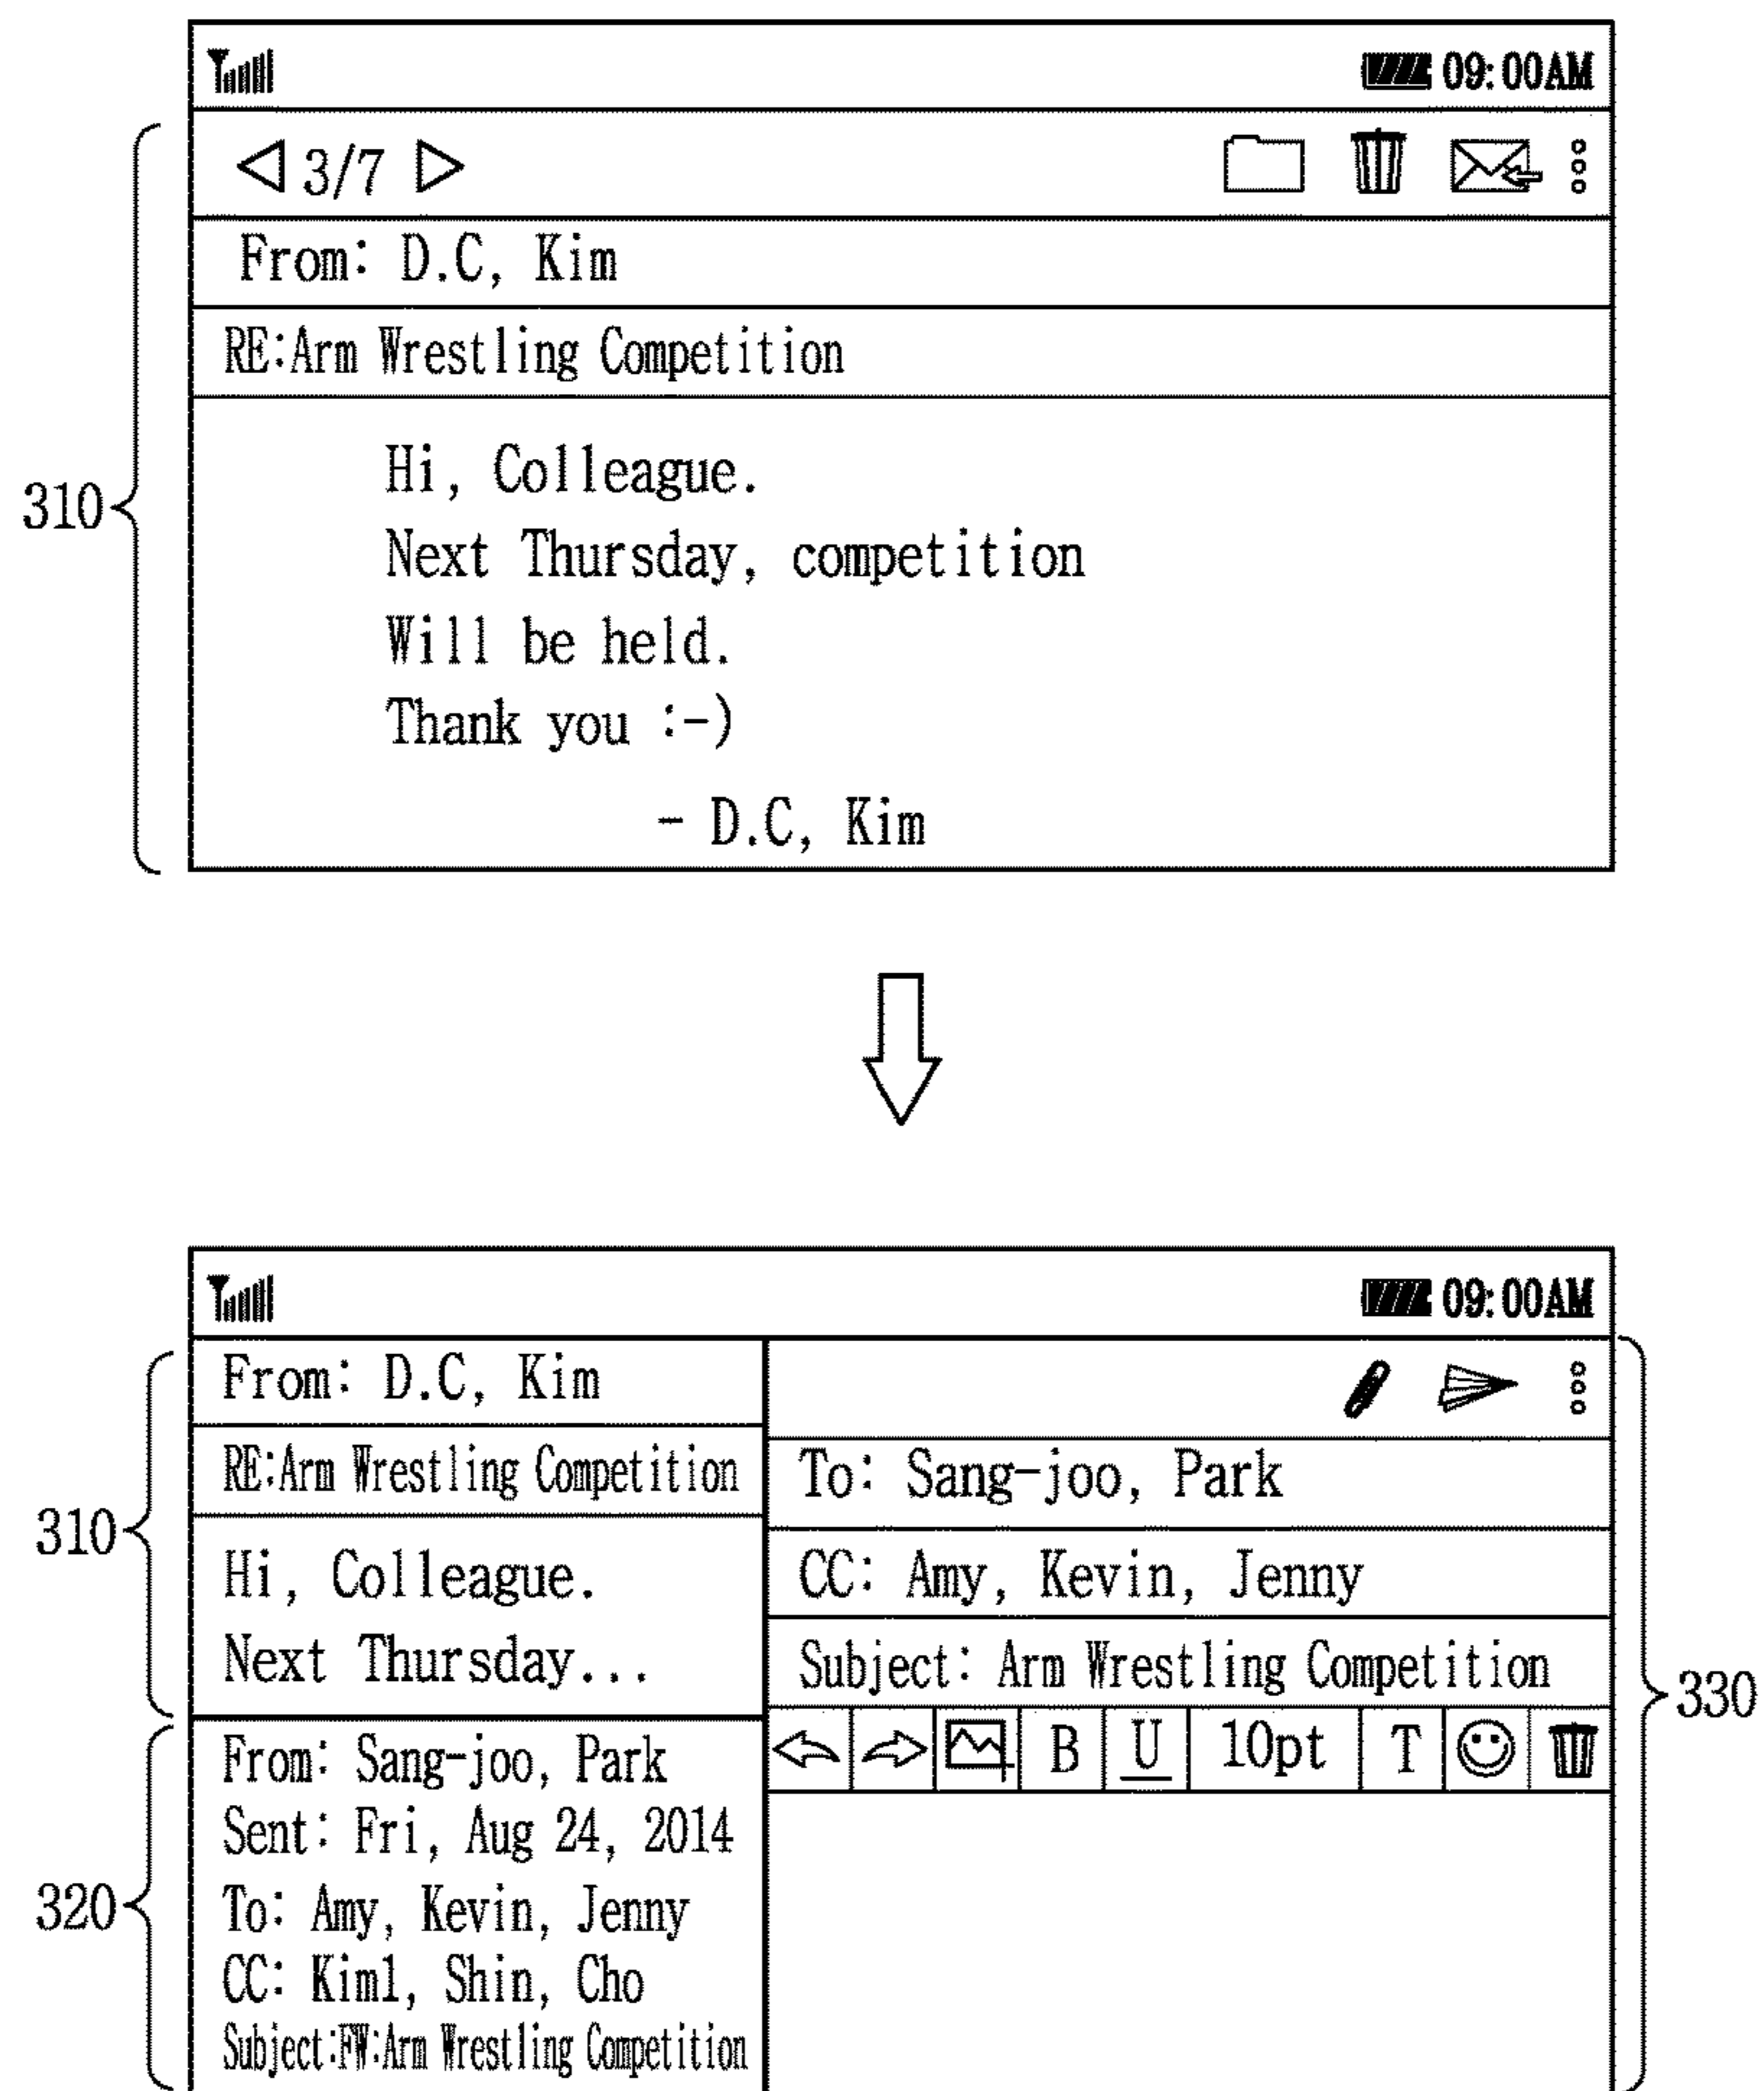 09:00AM
3/7
From: D.C, Kim
RE:Arm Wrestling Competition
310
Hi, Colleague.
Next Thursday, competition
Will be held.
Thank you :-)
- D.C, Kim
09:00AM
310
From: D.C, Kim
RE:Arm Wrestling Competition
Hi, Colleague.
Next Thursday...
320
From: Sang-joo, Park
Sent: Fri, Aug 24, 2014
To: Amy, Kevin, Jenny
CC: Kim1, Shin, Cho
Subject:FW:Arm Wrestling Competition
To: Sang-joo, Park
CC: Amy, Kevin, Jenny
Subject: Arm Wrestling Competition
B U 10pt T
330